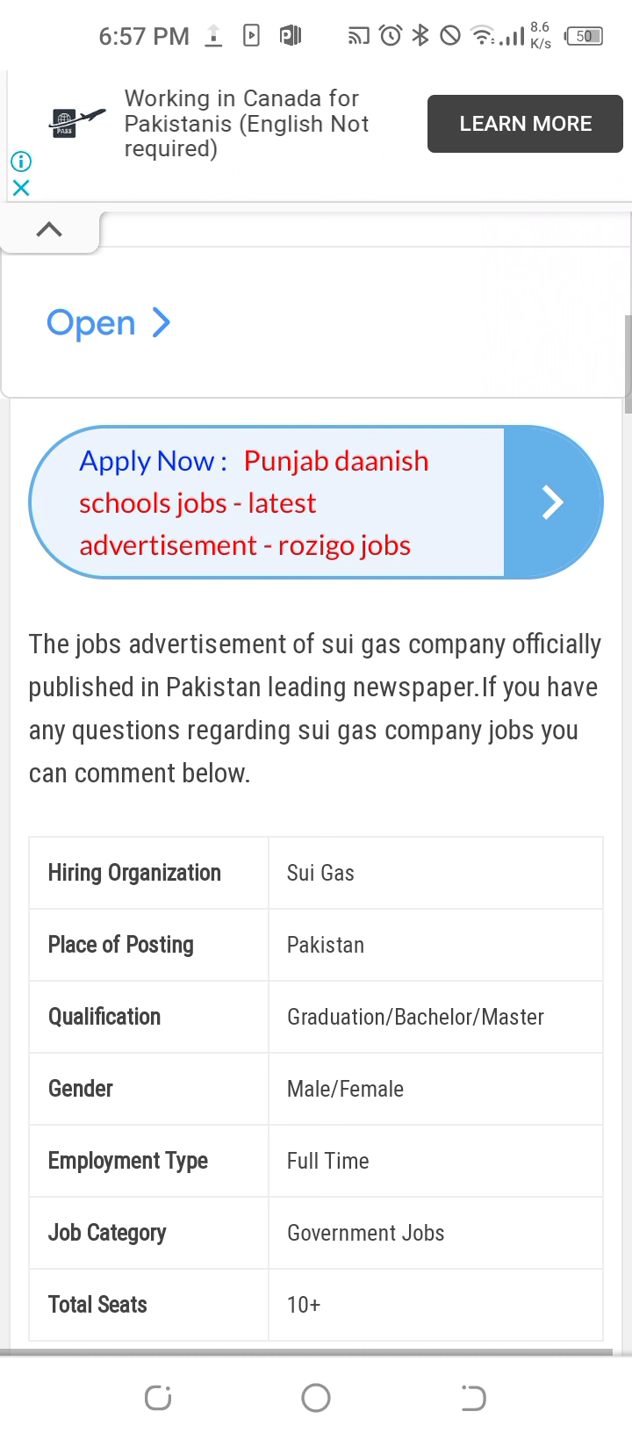 6:57 PM
8.6
K/s
50
Working in Canada for
Pakistanis (English Not
required)
PASS
LEARN MORE
Open
Apply Now : Punjab daanish
schools jobs - latest
advertisement - rozigo jobs
The jobs advertisement of sui gas company officially
published in Pakistan leading newspaper.If you have
any questions regarding sui gas company jobs you
can comment below.
Hiring Organization Sui Gas
Place of Posting Pakistan
Qualification Graduation/Bachelor/Master
Gender Male/Female
Employment Type Full Time
Job Category Government Jobs
Total Seats 10+